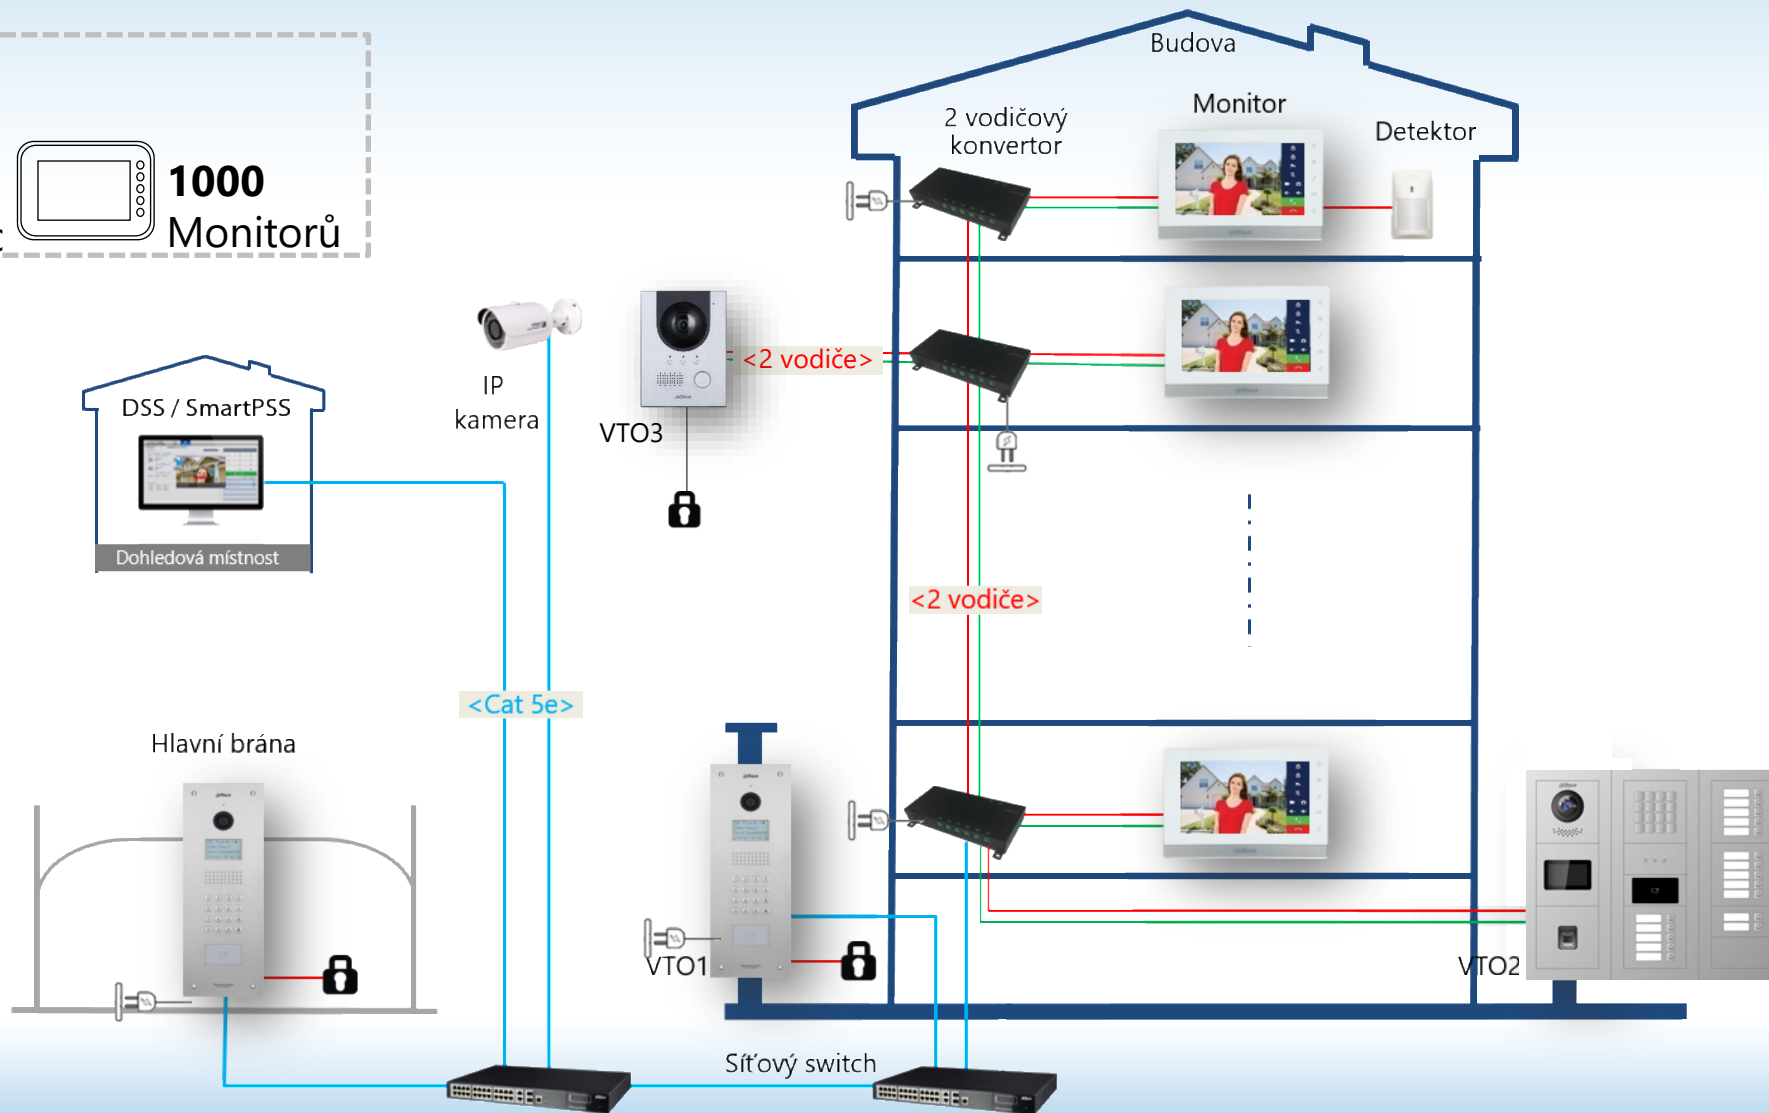 Budova
1000
Monitorů
2 vodičový
konvertor
Monitor
Detektor
IP
kamera
VTO3
<2 vodiče>
DSS / SmartPSS
Dohledová místnost
<2 vodiče>
<Cat 5e>
Hlavní brána
VTO1
VTO2
Síťový switch